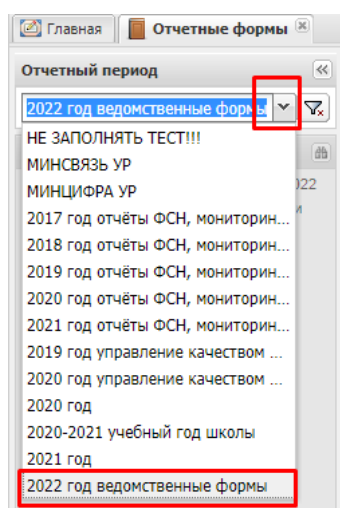 Главная Отчетные формы
Отчетный период
2022 год ведомственные формы
НЕ ЗАПОЛНЯТЬ ТЕСТ!!!
МИНСВЯЗЬ УР
МИНЦИФРА УР
022
2017 год отчёты ФСН, мониторин...
и
2018 год отчёты ФСН, мониторин...
2019 год отчёты ФСН, мониторин...
2020 год отчёты ФСН, мониторин...
2021 год отчёты ФСН, мониторин...
2019 год управление качеством ...
2020 год управление качеством ...
2020 год
2020-2021 учебный год школы
2021 год
2022 год ведомственные формы